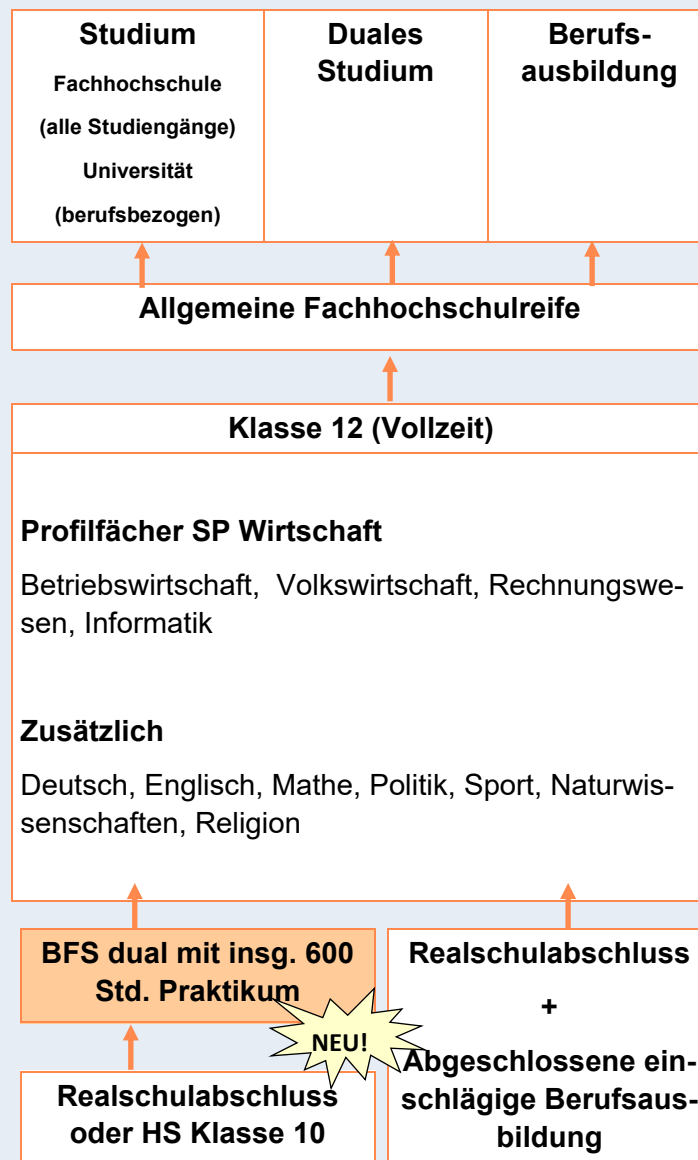 Studium
Fachhochschule
(alle Studiengänge)
Universität
(berufsbezogen)
Duales
Studium
Berufs-
ausbildung
Allgemeine Fachhochschulreife
Klasse 12 (Vollzeit)
Profilfächer SP Wirtschaft
Betriebswirtschaft, Volkswirtschaft, Rechnungswe-
sen, Informatik
Zusätzlich
Deutsch, Englisch, Mathe, Politik, Sport, Naturwis-
senschaften, Religion
BFS dual mit insg. 600
Std. Praktikum
NEU!
Realschulabschluss
oder HS Klasse 10
Realschulabschluss
+
Abgeschlossene ein-
schlägige Berufsaus-
bildung